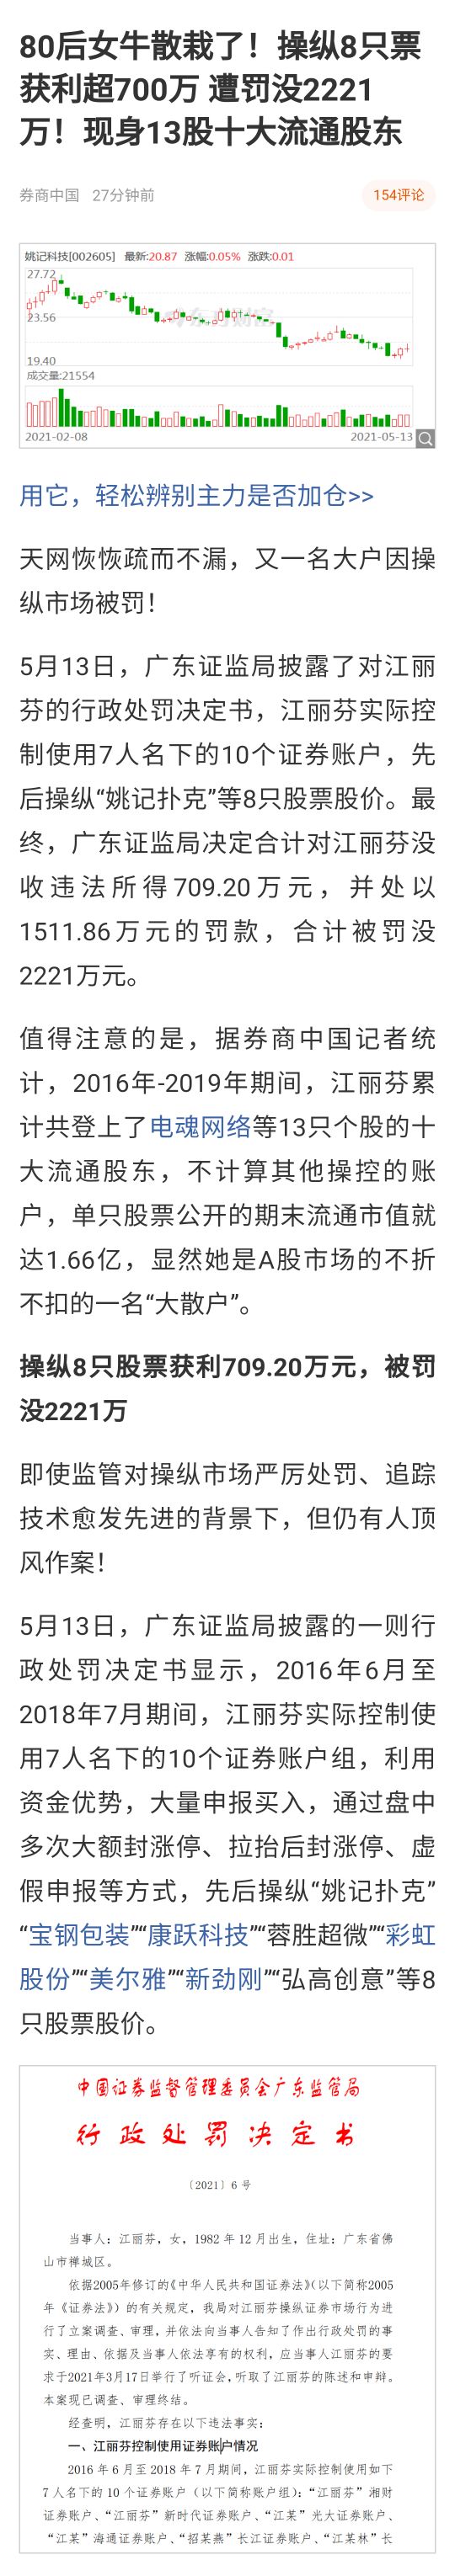 80后女牛散栽了！操纵8只票
获利超700万 遭罚没2221
万！现身13股十大流通股东
券商中国 27分钟前
154评论
姚记科技[002605] 最新:20.87 涨幅:0.05% 涨跌:0.01
27.72
23.56
东方财富
19.40
成交量:21554
2021-02-08
2021-05-13
用它，轻松辨别主力是否加仓>>
天网恢恢疏而不漏，又一名大户因操
纵市场被罚！
5月13日，广东证监局披露了对江丽
芬的行政处罚决定书，江丽芬实际控
制使用7人名下的10个证券账户，先
后操纵“姚记扑克”等8只股票股价。最
终，广东证监局决定合计对江丽芬没
收违法所得709.20万元，并处以
1511.86万元的罚款，合计被罚没
2221万元。
值得注意的是，据券商中国记者统
计，2016年-2019年期间，江丽芬累
计共登上了电魂网络等13只个股的十
大流通股东，不计算其他操控的账
户，单只股票公开的期末流通市值就
达1.66亿，显然她是A股市场的不折
不扣的一名“大散户”。
操纵8只股票获利709.20万元，被罚
没2221万
即使监管对操纵市场严厉处罚、追踪
技术愈发先进的背景下，但仍有人顶
风作案！
5月13日，广东证监局披露的一则行
政处罚决定书显示，2016年6月至
2018年7月期间，江丽芬实际控制使
用7人名下的10个证券账户组，利用
资金优势，大量申报买入，通过盘中
多次大额封涨停、拉抬后封涨停、虚
假申报等方式，先后操纵“姚记扑克”
“宝钢包装”“康跃科技”“蓉胜超微”“彩虹
股份”“美尔雅”“新劲刚”“弘高创意”等8
只股票股价。
中国证券监督管理委员会广东监管局
行政处罚决定书
〔2021〕6 号
当事人：江丽芬，女，1982 年 12 月出生，住址：广东省佛
山市禅城区。
依据2005年修订的《中华人民共和国证券法》（以下简称2005
年《证券法》）的有关规定，我局对江丽芬操纵证券市场行为进
行了立案调查、审理，并依法向当事人告知了作出行政处罚的事
实、理由、依据及当事人依法享有的权利，应当事人江丽芬的要
求于2021年3月17日举行了听证会，听取了江丽芬的陈述和申辩。
本案现已调查、审理终结。
经查明，江丽芬存在以下违法事实：
一、江丽芬控制使用证券账户情况
2016 年 6 月至 2018 年 7 月期间，江丽芬实际控制使用如下
7 人名下的 10 个证券账户（以下简称账户组）：“江丽芬”湘财
证券账户、“江丽芬”新时代证券账户、“江某”光大证券账户、
“江某”海通证券账户、“招某燕”长江证券账户、“江某林”长